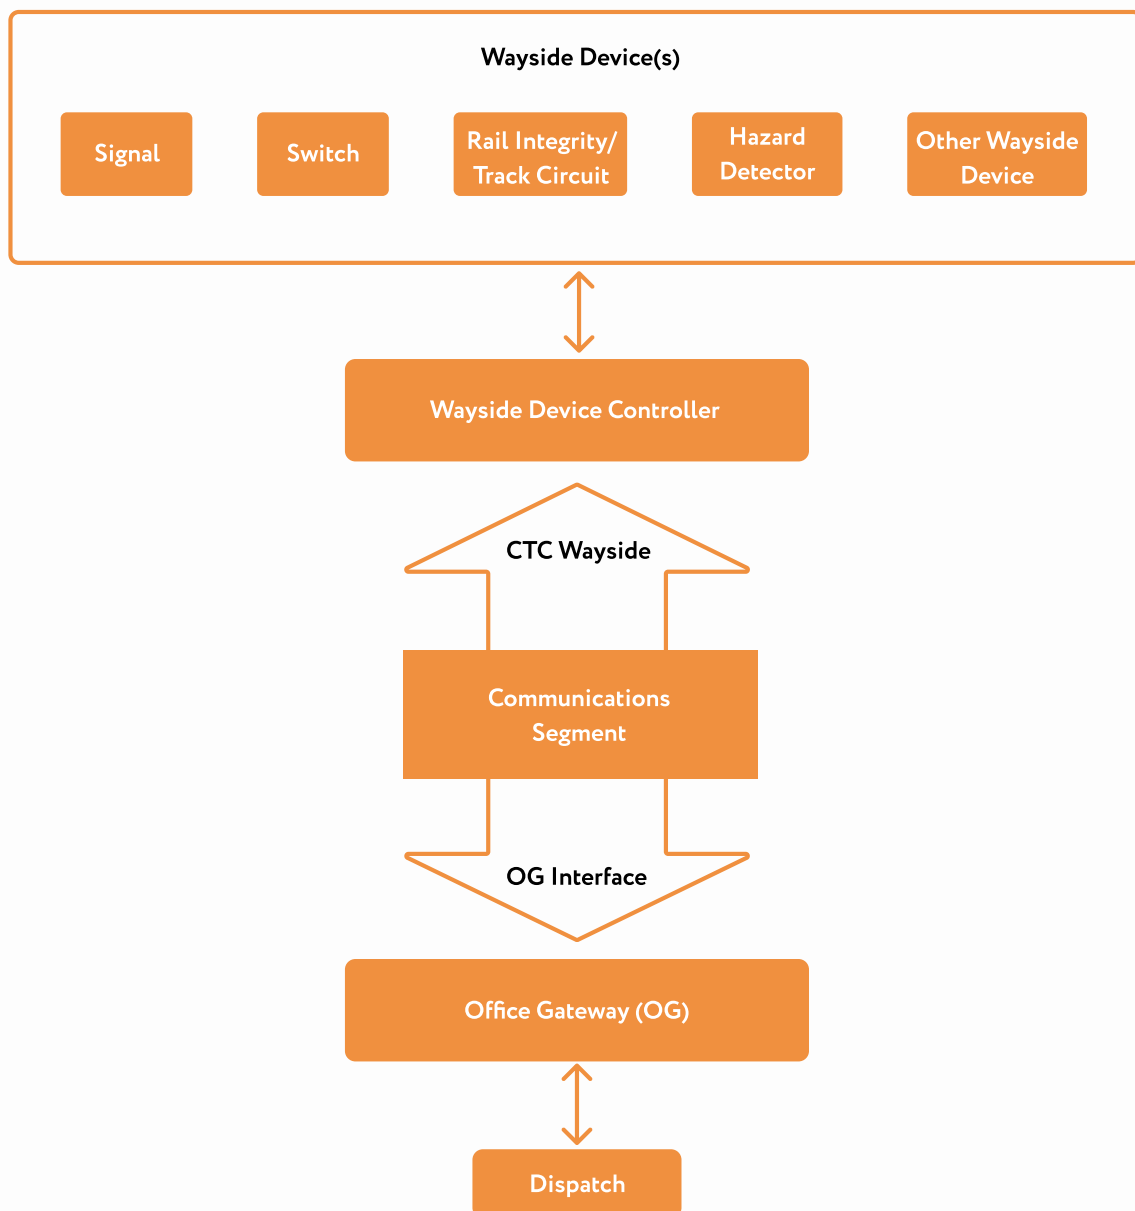 Wayside Device(s)
Signal
Switch
Rail Integrity/
Track Circuit
Hazard
Detector
Other Wayside
Device
Wayside Device Controller
CTC Wayside
Communications
Segment
OG Interface
Office Gateway (OG)
Dispatch